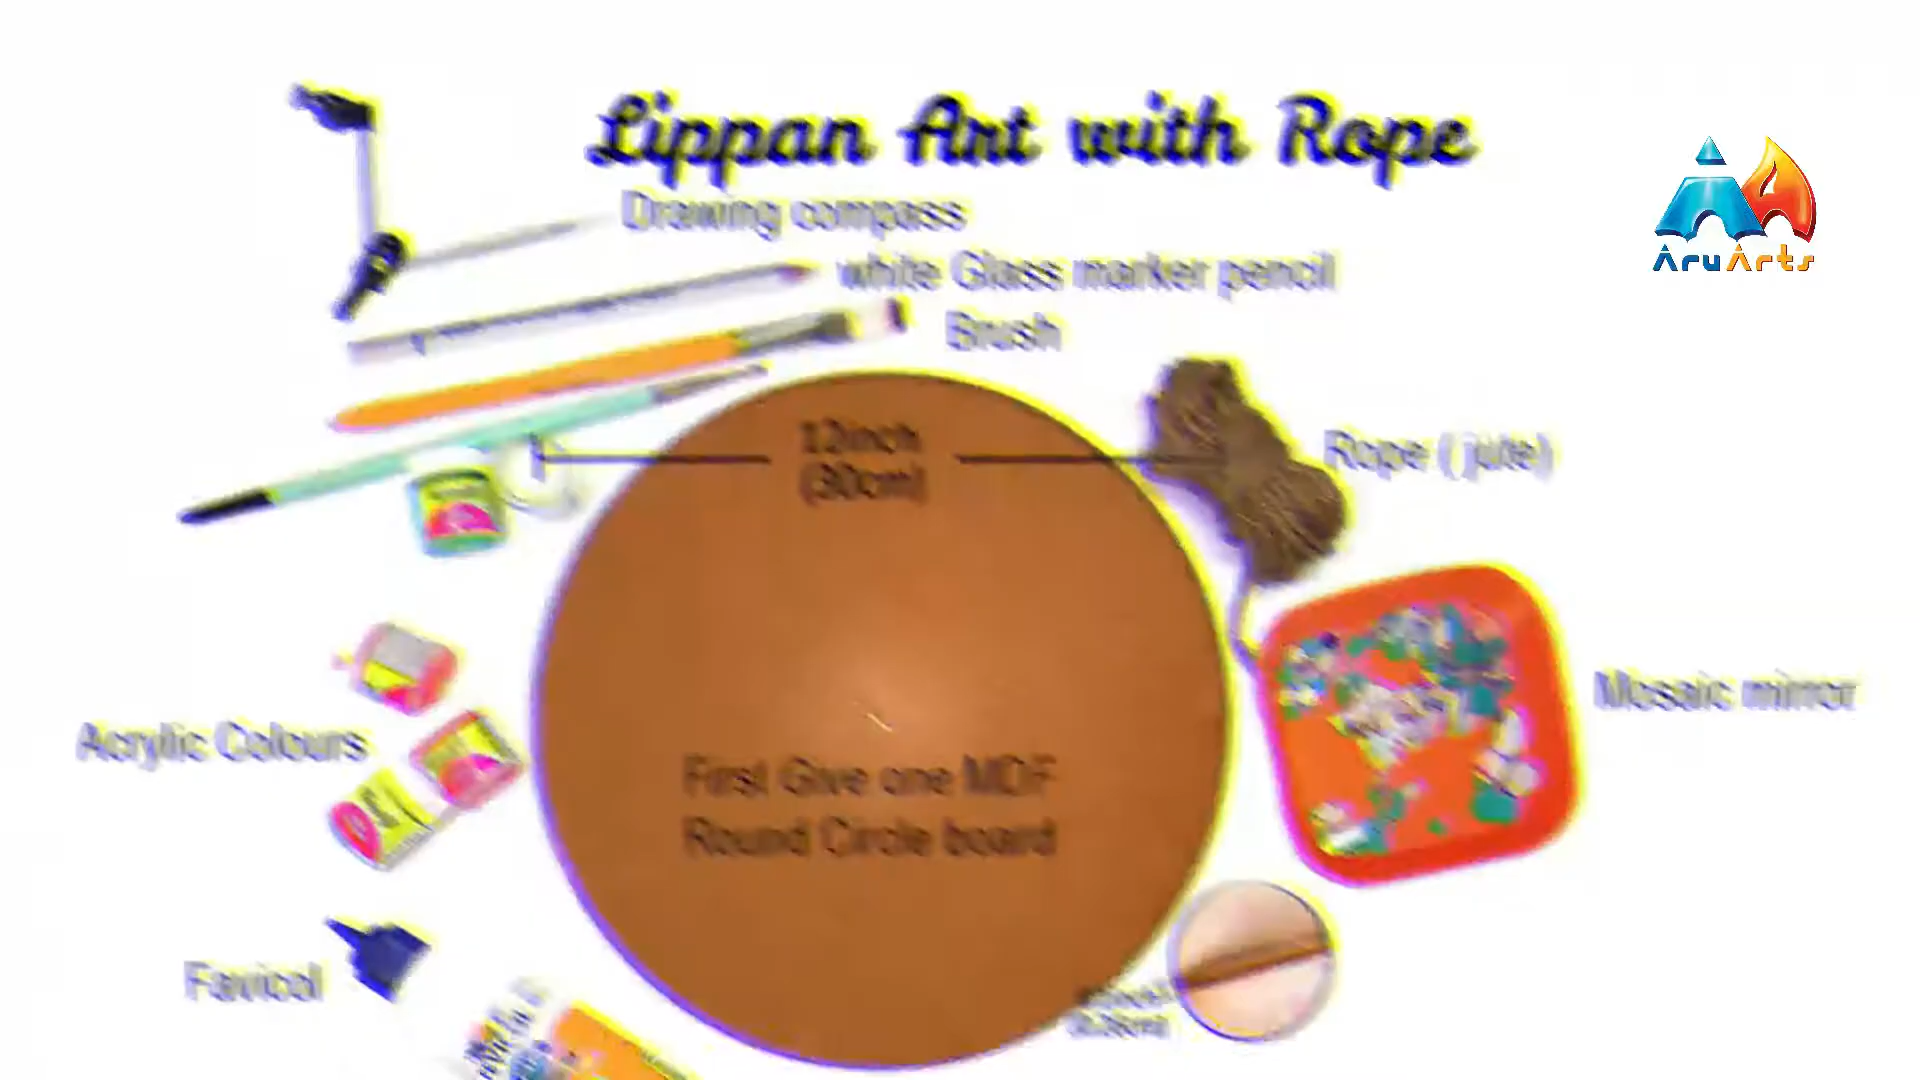 Lippan Art with Rope
AruArts
Drawing compass
white Glass marker pencil
Brush
12inch
(30cm)
Rope ( jute)
Mosaic mirror
Acrylic Colours
First Give one MDF
Round Circle board
Favicol